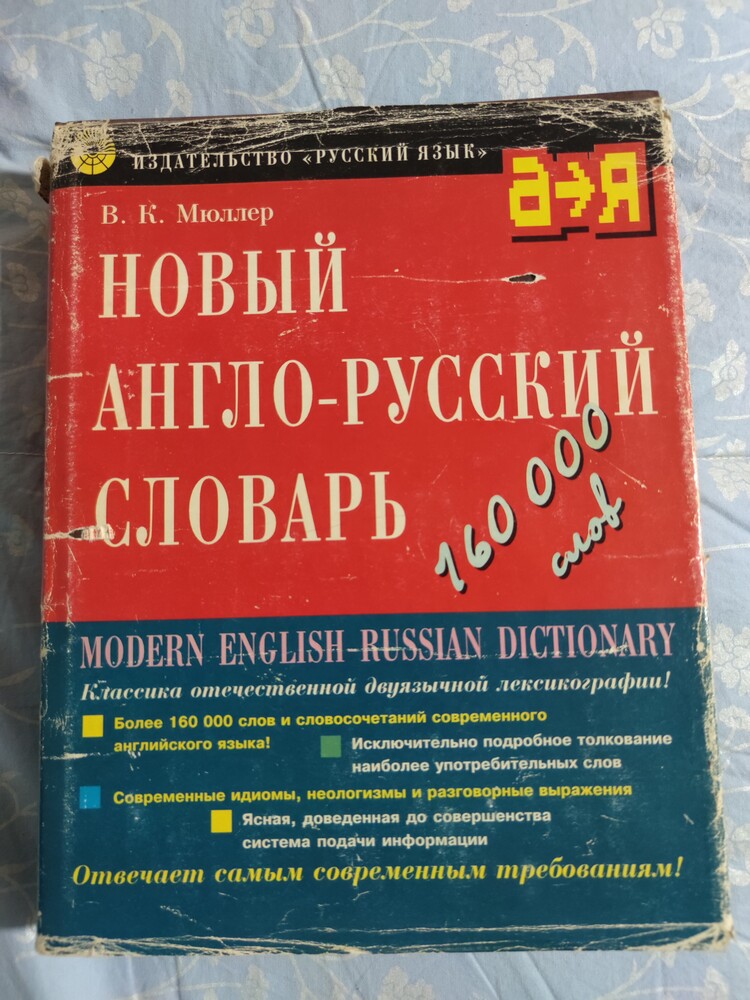 ИЗДАТЕЛЬСТВО «РУССКИЙ ЯЗЫК»
а→Я
В. К. Мюллер
НОВЫЙ
АНГЛО-РУССКИЙ
СЛОВАРЬ
160 000
слов
MODERN ENGLISH-RUSSIAN DICTIONARY
Классика отечественной двуязычной лексикографии!
Более 160 000 слов и словосочетаний современного
английского языка!
Исключительно подробное толкование
наиболее употребительных слов
Современные идиомы, неологизмы и разговорные выражения
Ясная, доведенная до совершенства
система подачи информации
Отвечает самым современным требованиям!